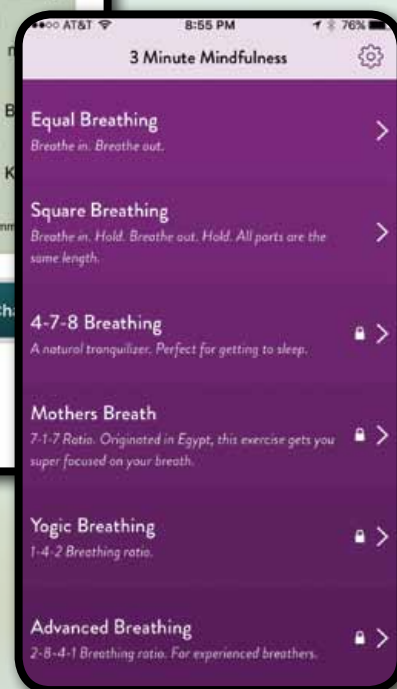 AT&T 8:55 PM 76%
3 Minute Mindfulness
Equal Breathing
Breathe in. Breathe out.
Square Breathing
Breathe in. Hold. Breathe out. Hold. All parts are the
same length.
4-7-8 Breathing
A natural tranquilizer. Perfect for getting to sleep.
Mothers Breath
7-1-7 Ratio. Originated in Egypt, this exercise gets you
super focused on your breath.
Yogic Breathing
1-4-2 Breathing ratio.
Advanced Breathing
2-8-4-1 Breathing ratio. For experienced breathers.